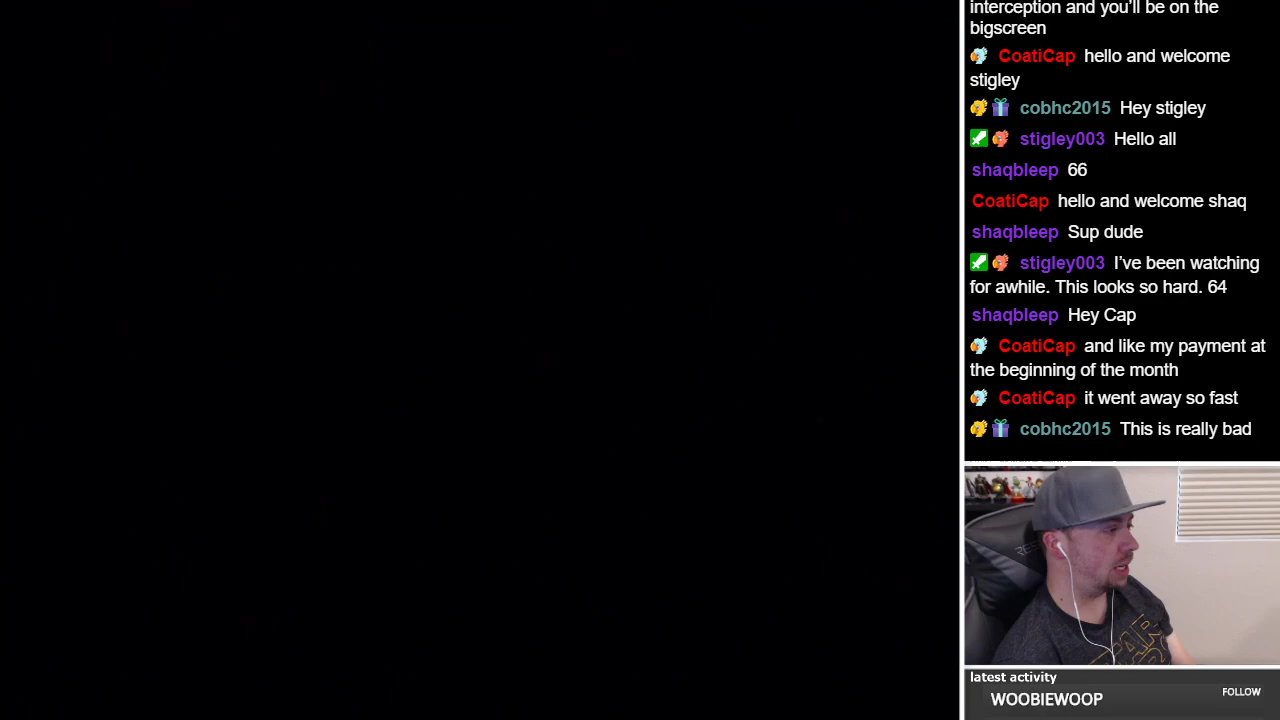 interception and you’ll be on the
bigscreen
CoatiCap hello and welcome
stigley
cobhc2015 Hey stigley
stigley003 Hello all
shaqbleep 66
CoatiCap hello and welcome shaq
shaqbleep Sup dude
stigley003 I’ve been watching
for awhile. This looks so hard. 64
shaqbleep Hey Cap
CoatiCap and like my payment at
the beginning of the month
CoatiCap it went away so fast
cobhc2015 This is really bad
latest activity
WOOBIEWOOP
FOLLOW